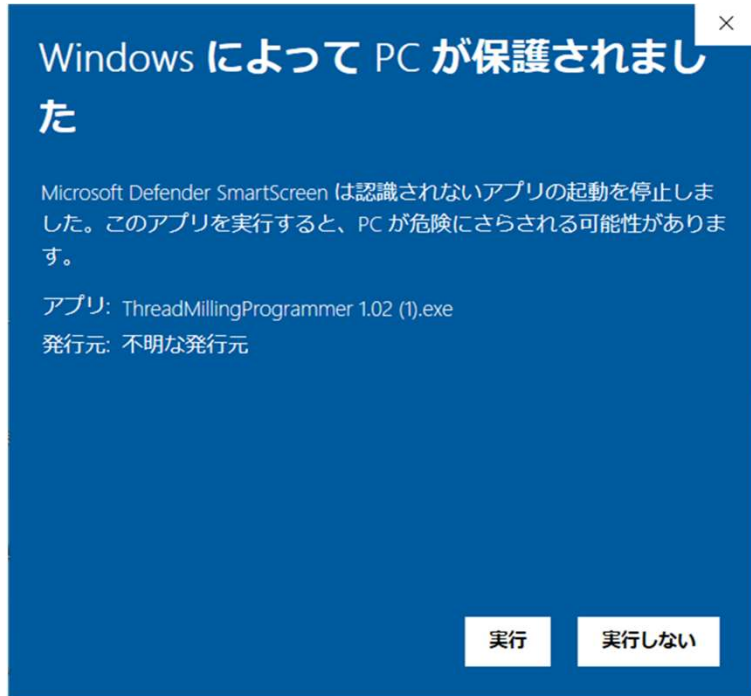 Windows によって PC が保護されまし
た
Microsoft Defender SmartScreen は認識されないアプリの起動を停止しま
した。このアプリを実行すると、PC が危険にさらされる可能性がありま
す。
アプリ: ThreadMillingProgrammer 1.02 (1).exe
発行元: 不明な発行元
実行 実行しない